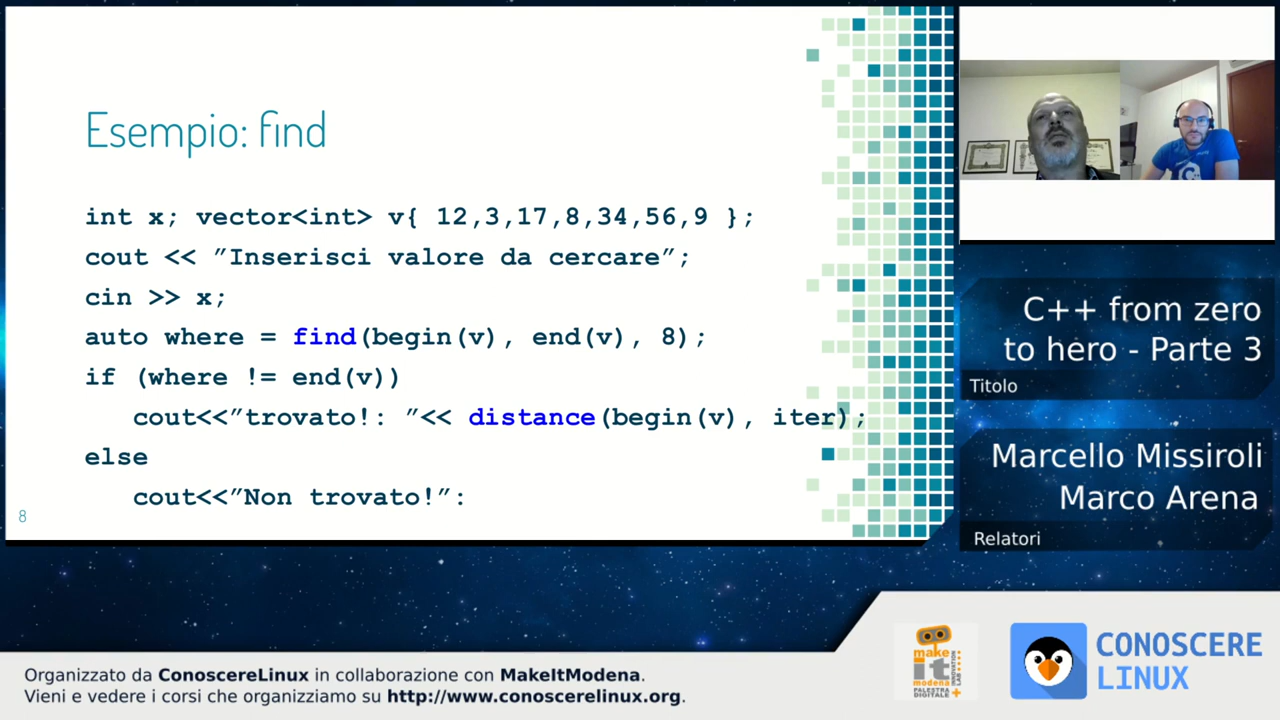 Esempio: find
int x; vector<int> v{ 12,3,17,8,34,56,9 };
cout << ”Inserisci valore da cercare”;
cin >> x;
auto where = find(begin(v), end(v), 8);
if (where != end(v))
cout<<”trovato!: ”<< distance(begin(v), iter);
else
cout<<”Non trovato!”:
8
C++ from zero
to hero - Parte 3
Titolo
Marcello Missiroli
Marco Arena
Relatori
make
it
modena
PALESTRA
DIGITALE
INNOVATION
LAB
CONOSCERE
LINUX
Organizzato da ConoscereLinux in collaborazione con MakeItModena.
Vieni e vedere i corsi che organizziamo su http://www.conoscerelinux.org.